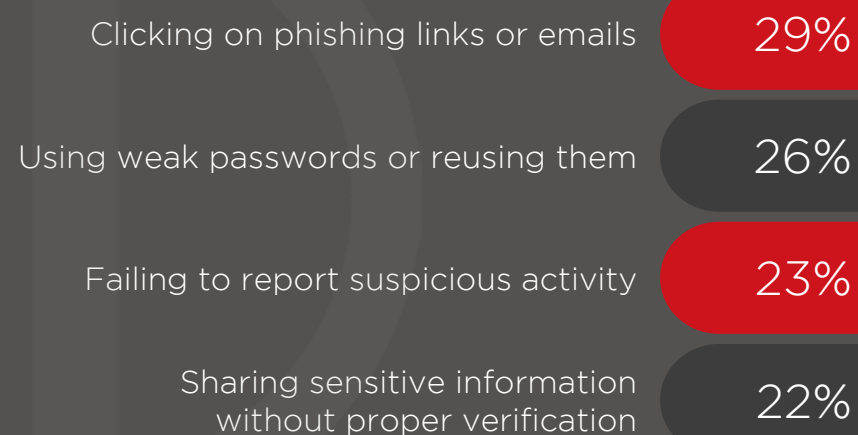 Clicking on phishing links or emails 29%
Using weak passwords or reusing them 26%
Failing to report suspicious activity 23%
Sharing sensitive information
without proper verification 22%